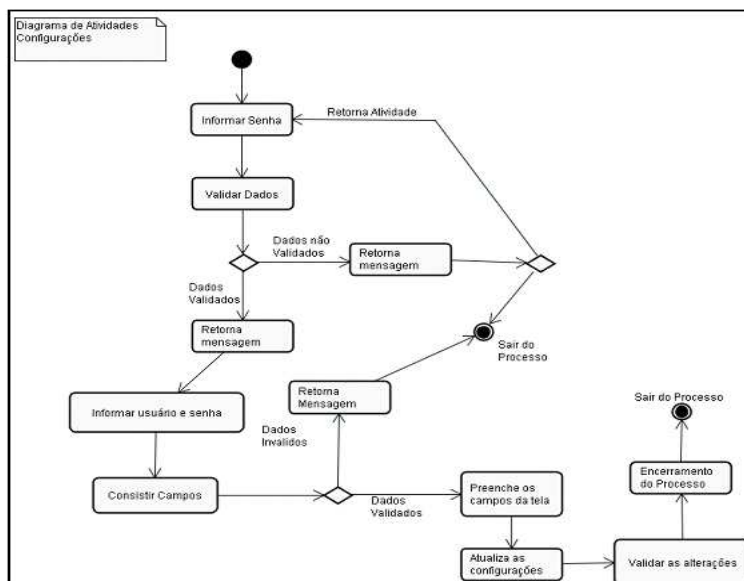 Diagrama de Atividades
Configurações
Retorna Atividade
Informar Senha
Validar Dados
Dados não
Validados
Retorna
mensagem
Dados
Validados
Retorna
mensagem
Sair do
Processo
Retorna
Mensagem
Sair do Processo
Informar usuário e senha
Dados
Invalidos
Encerramento
do Processo
Consistir Campos
Dados
Validados
Preenche os
campos da tela
Atualiza as
configurações
Validar as alterações